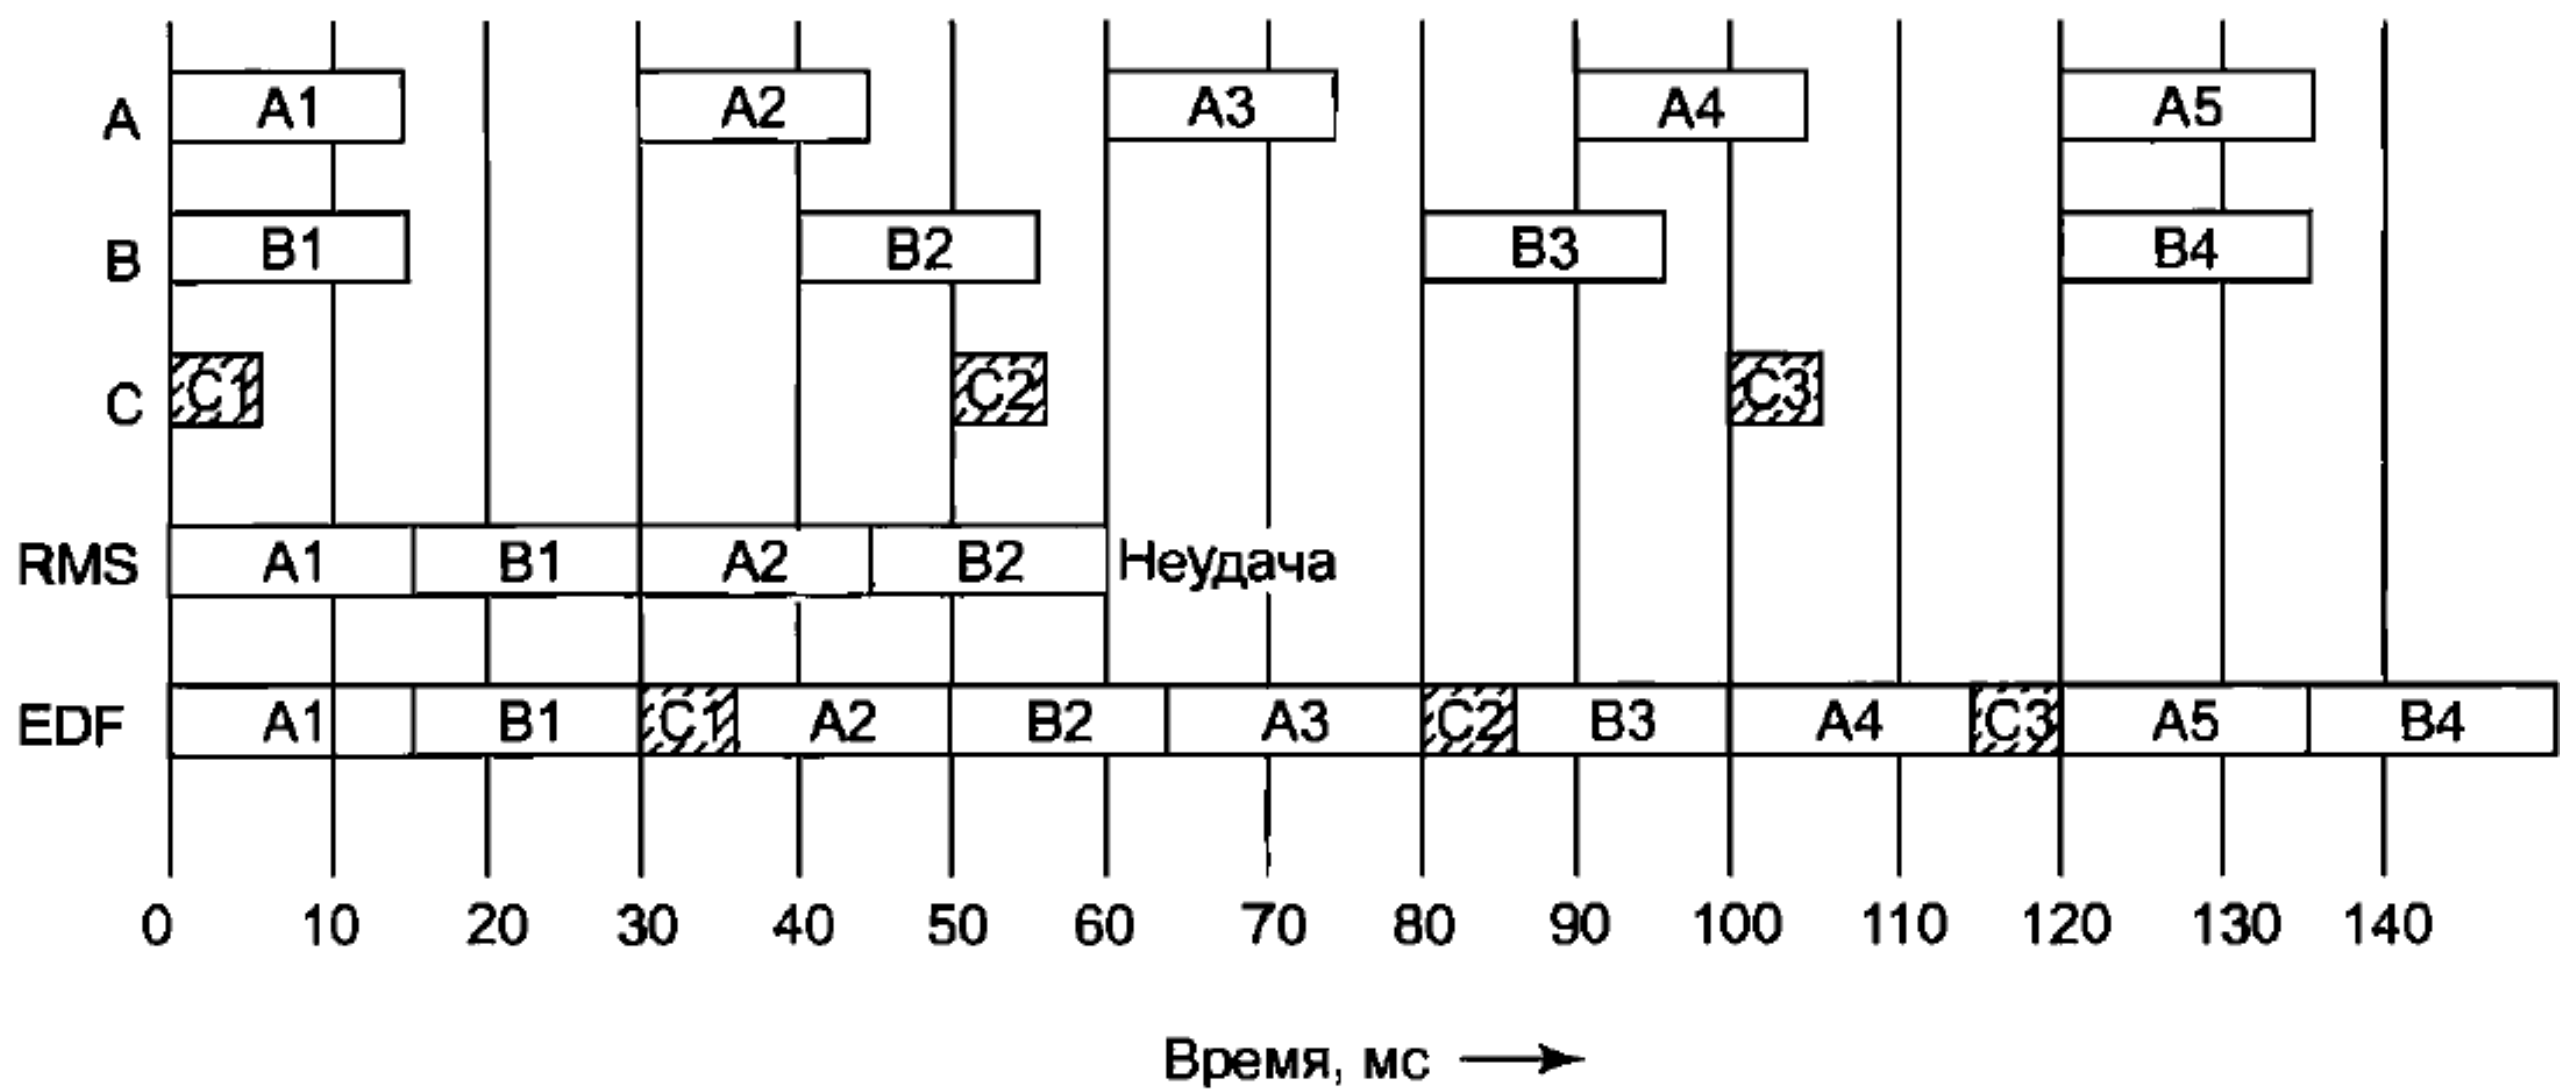 A A1 A2 A3 A4 A5
B B1 B2 B3 B4
C C1 C2 C3
RMS A1 B1 A2 B2 Неудача
EDF A1 B1 C1 A2 B2 A3 C2 B3 A4 C3 A5 B4
0 10 20 30 40 50 60 70 80 90 100 110 120 130 140
Время, мс